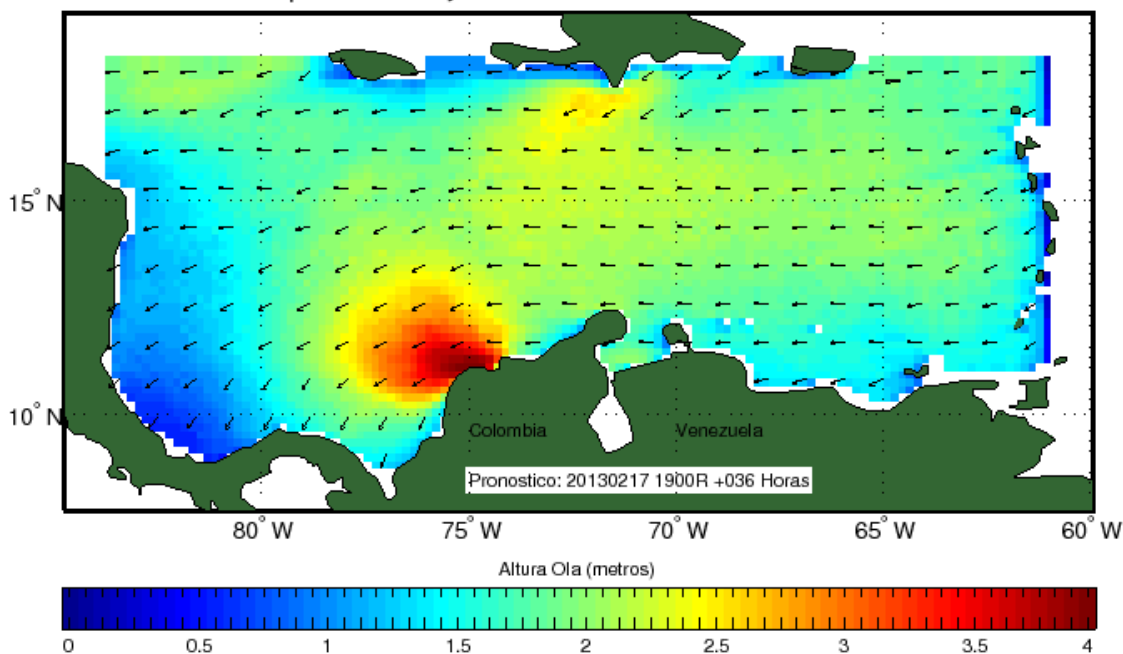 15° N
10° N
Colombia
Venezuela
Pronostico: 20130217 1900R +036 Horas
80° W
75° W
70° W
65° W
60° W
Altura Ola (metros)
0
0.5
1
1.5
2
2.5
3
3.5
4